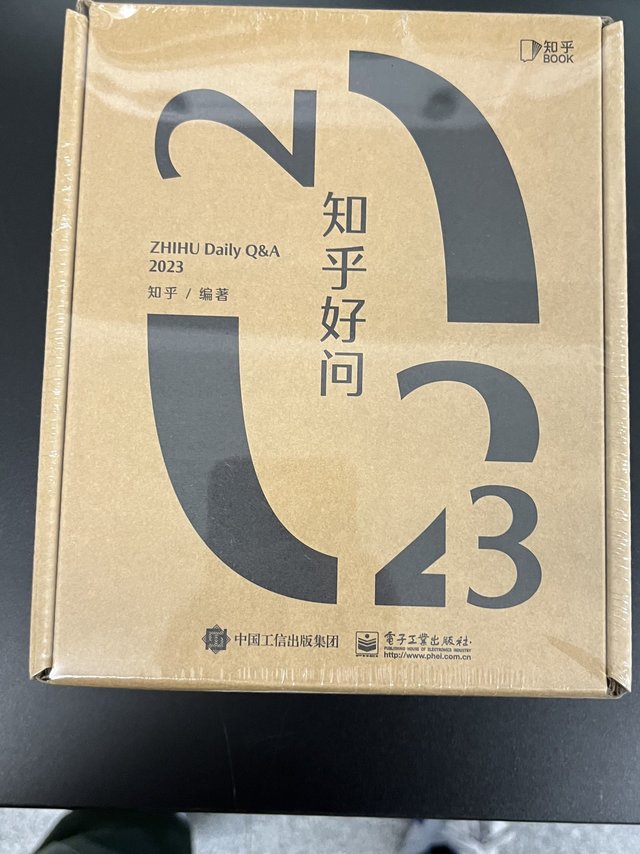 知乎
BOOK
2023
知乎好问
ZHIHU Daily Q&A
2023
知乎 / 编著
中国工信出版集团
電子工業出版社
PUBLISHING HOUSE OF ELECTRONICS INDUSTRY
http://www.phei.com.cn